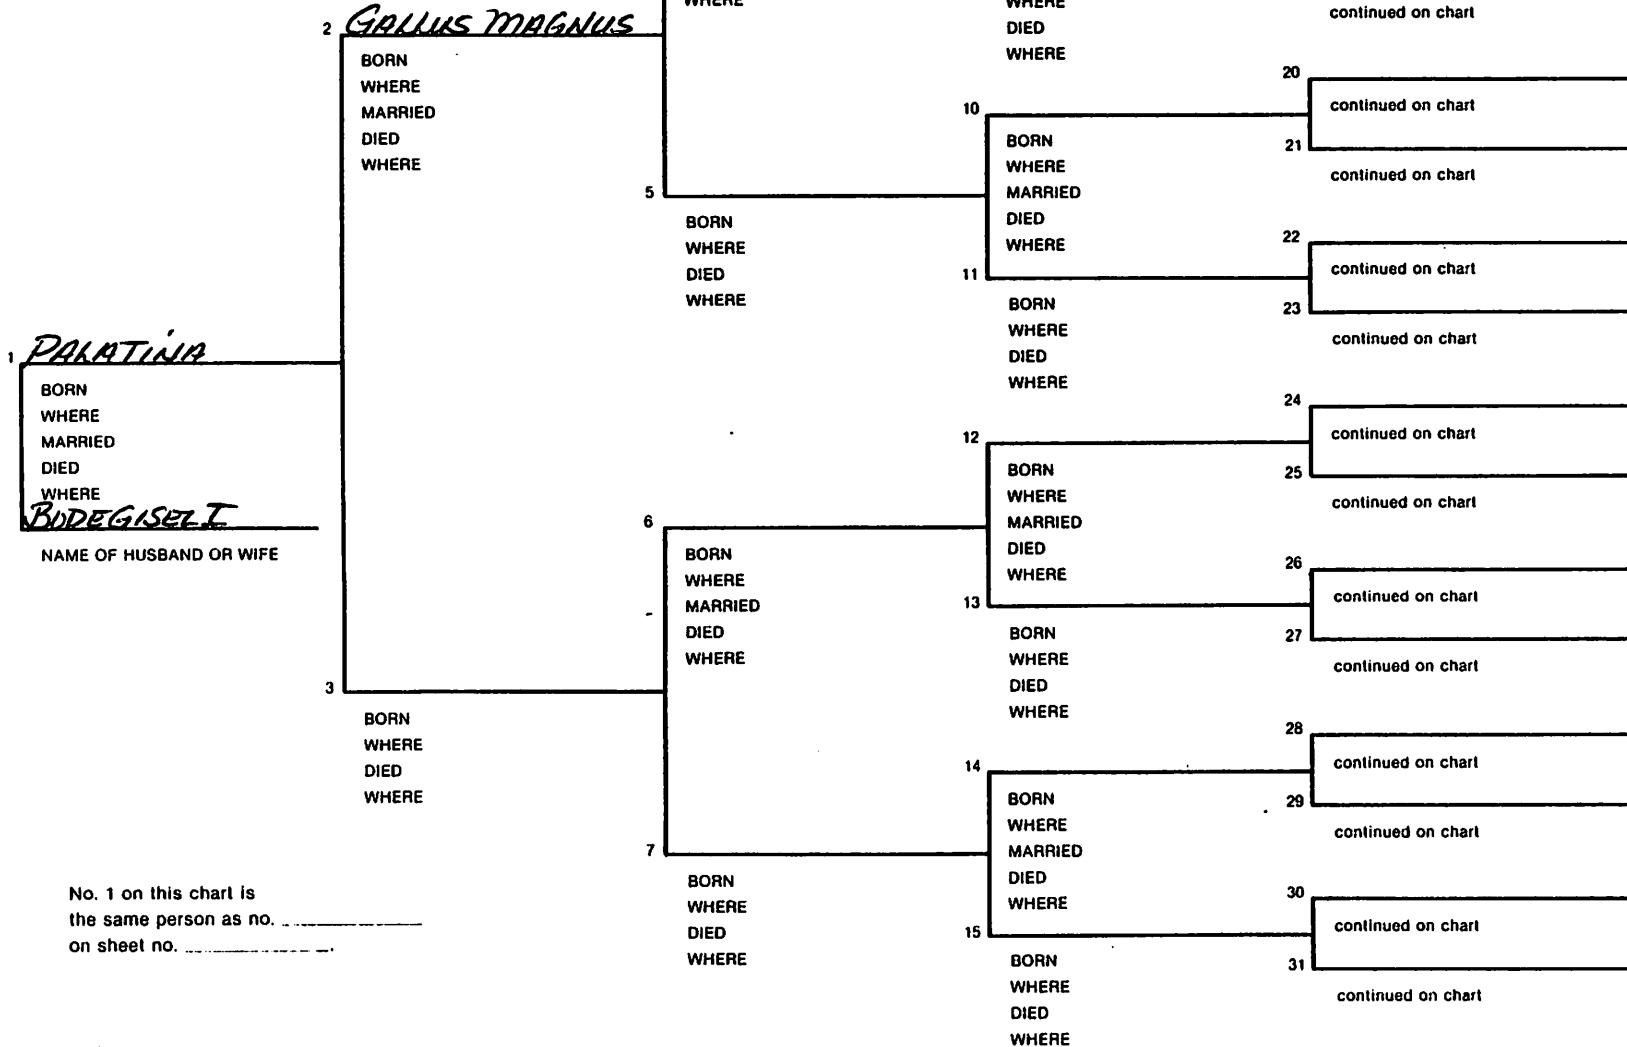 WHERE
WHERE
DIED
WHERE
continued on chart
2 GALLUS MAGNUS
BORN
WHERE
MARRIED
DIED
WHERE
20
continued on chart
10
21
continued on chart
BORN
WHERE
MARRIED
DIED
WHERE
5
BORN
WHERE
DIED
WHERE
22
continued on chart
11
23
continued on chart
BORN
WHERE
DIED
WHERE
1 PALATINA
BORN
WHERE
MARRIED
DIED
WHERE
BODEGISEL I
NAME OF HUSBAND OR WIFE
24
continued on chart
12
25
continued on chart
BORN
WHERE
MARRIED
DIED
WHERE
6
BORN
WHERE
MARRIED
DIED
WHERE
26
continued on chart
13
27
continued on chart
BORN
WHERE
DIED
WHERE
3
BORN
WHERE
DIED
WHERE
28
continued on chart
14
29
continued on chart
BORN
WHERE
MARRIED
DIED
WHERE
7
BORN
WHERE
DIED
WHERE
30
continued on chart
15
31
continued on chart
BORN
WHERE
DIED
WHERE
No. 1 on this chart is
the same person as no.
on sheet no. .